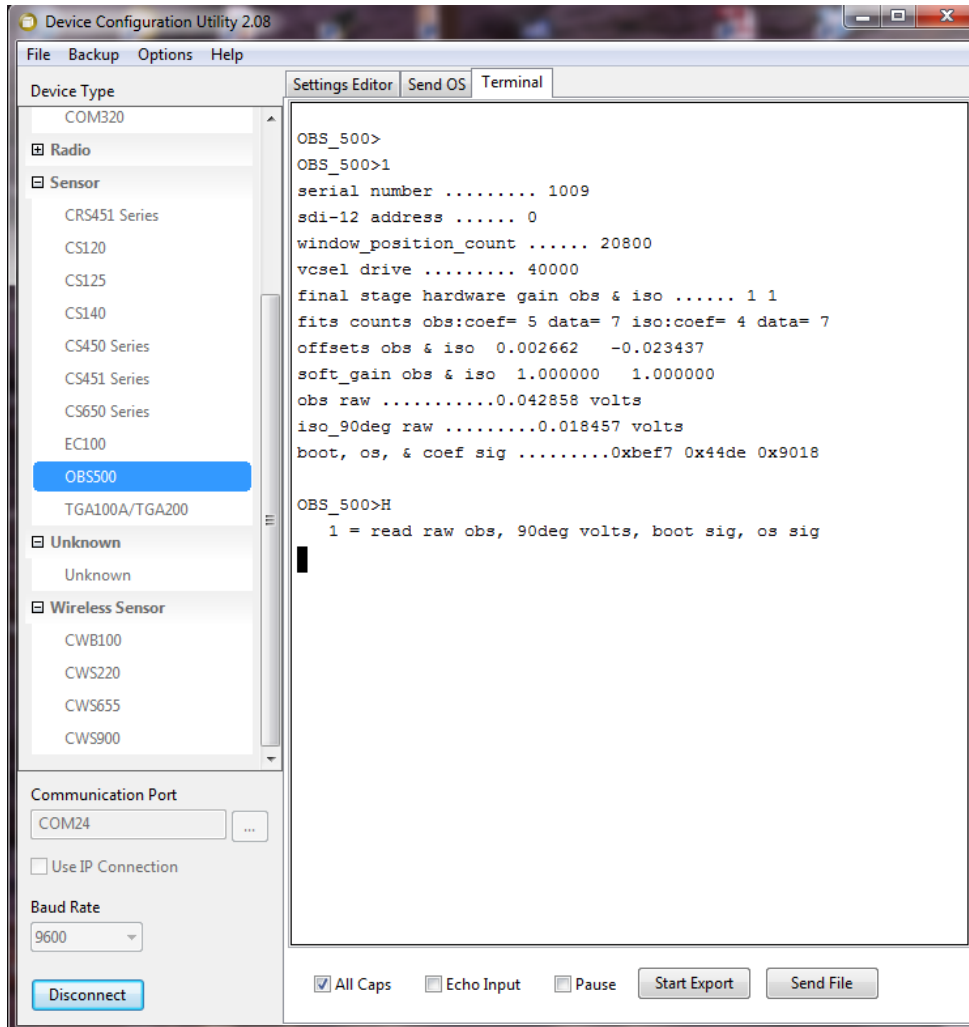 Device Configuration Utility 2.08
File Backup Options Help
Device Type
COM320
Radio
Sensor
CRS451 Series
CS120
CS125
CS140
CS450 Series
CS451 Series
CS650 Series
EC100
OBS500
TGA100A/TGA200
Unknown
Unknown
Wireless Sensor
CWB100
CWS220
CWS655
CWS900
Communication Port
COM24
...
Use IP Connection
Baud Rate
9600
Disconnect
Settings Editor Send OS Terminal
OBS_500>
OBS_500>1
serial number ......... 1009
sdi-12 address ...... 0
window_position_count ...... 20800
vcsel drive ......... 40000
final stage hardware gain obs & iso ...... 1 1
fits counts obs:coef= 5 data= 7 iso:coef= 4 data= 7
offsets obs & iso  0.002662   -0.023437
soft_gain obs & iso  1.000000   1.000000
obs raw ...........0.042858 volts
iso_90deg raw .........0.018457 volts
boot, os, & coef sig .........0xbef7 0x44de 0x9018
OBS_500>H
1 = read raw obs, 90deg volts, boot sig, os sig
All Caps Echo Input Pause Start Export Send File